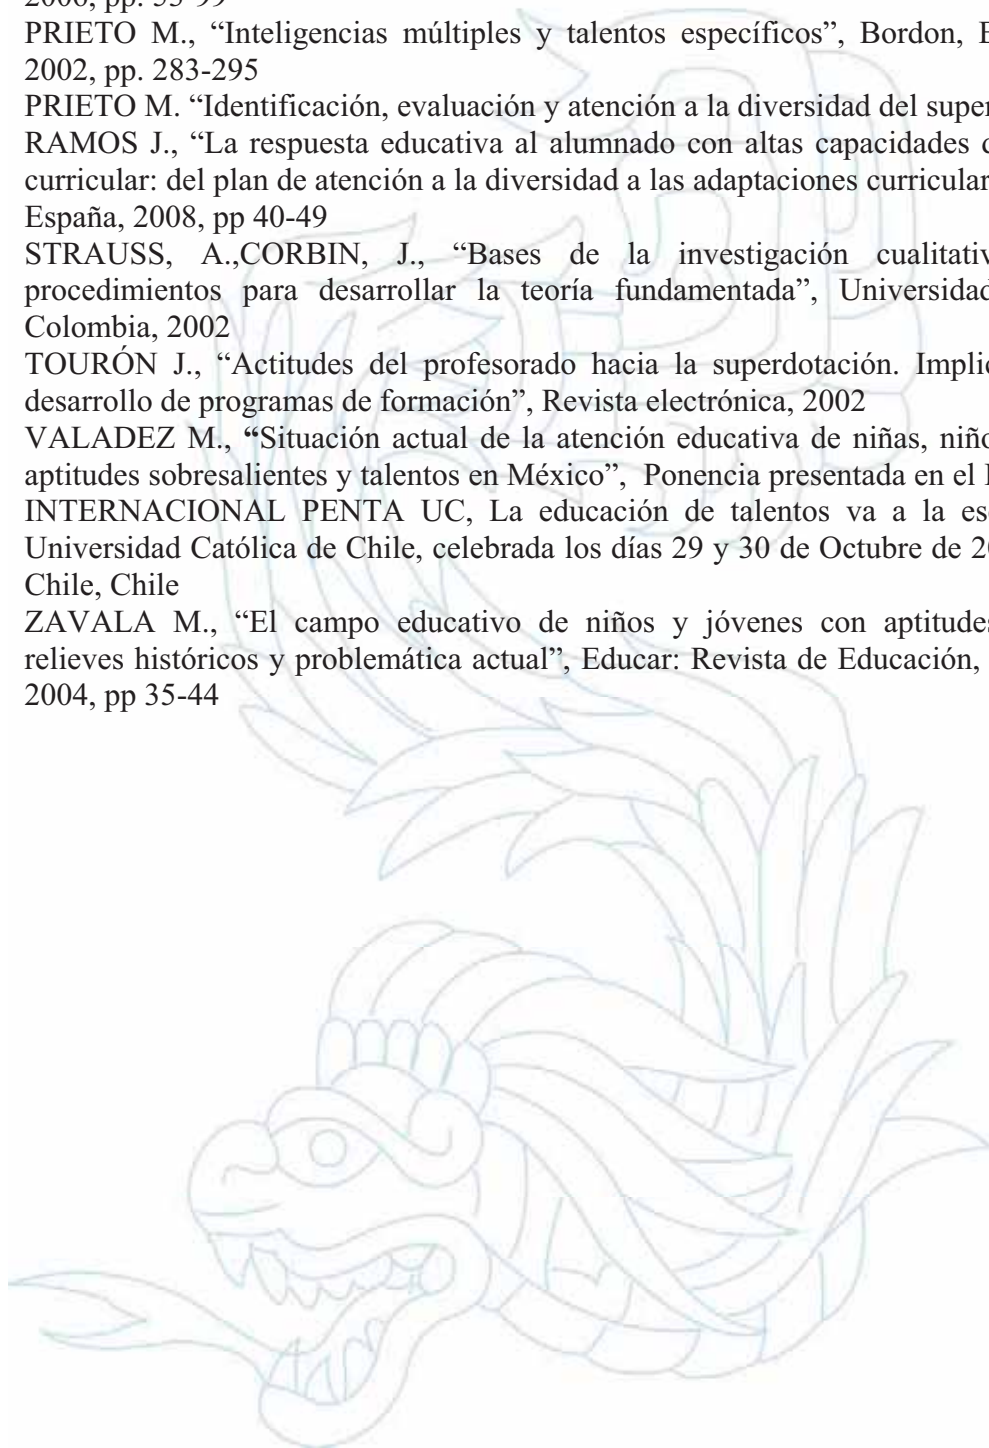 2006, pp. 53-99
PRIETO M., “Inteligencias múltiples y talentos específicos”, Bordon, E
2002, pp. 283-295
PRIETO M. “Identificación, evaluación y atención a la diversidad del super
RAMOS J., “La respuesta educativa al alumnado con altas capacidades
curricular: del plan de atención a la diversidad a las adaptaciones curricular
España, 2008, pp 40-49
STRAUSS, A.,CORBIN, J., “Bases de la investigación cualitativ
procedimientos para desarrollar la teoría fundamentada”, Universidad
Colombia, 2002
TOURÓN J., “Actitudes del profesorado hacia la superdotación. Implic
desarrollo de programas de formación”, Revista electrónica, 2002
VALADEZ M., “Situación actual de la atención educativa de niñas, niño
aptitudes sobresalientes y talentos en México”, Ponencia presentada en el
INTERNACIONAL PENTA UC, La educación de talentos va a la es
Universidad Católica de Chile, celebrada los días 29 y 30 de Octubre de
Chile, Chile
ZAVALA M., “El campo educativo de niños y jóvenes con aptitudes
relieves históricos y problemática actual”, Educar: Revista de Educación,
2004, pp 35-44